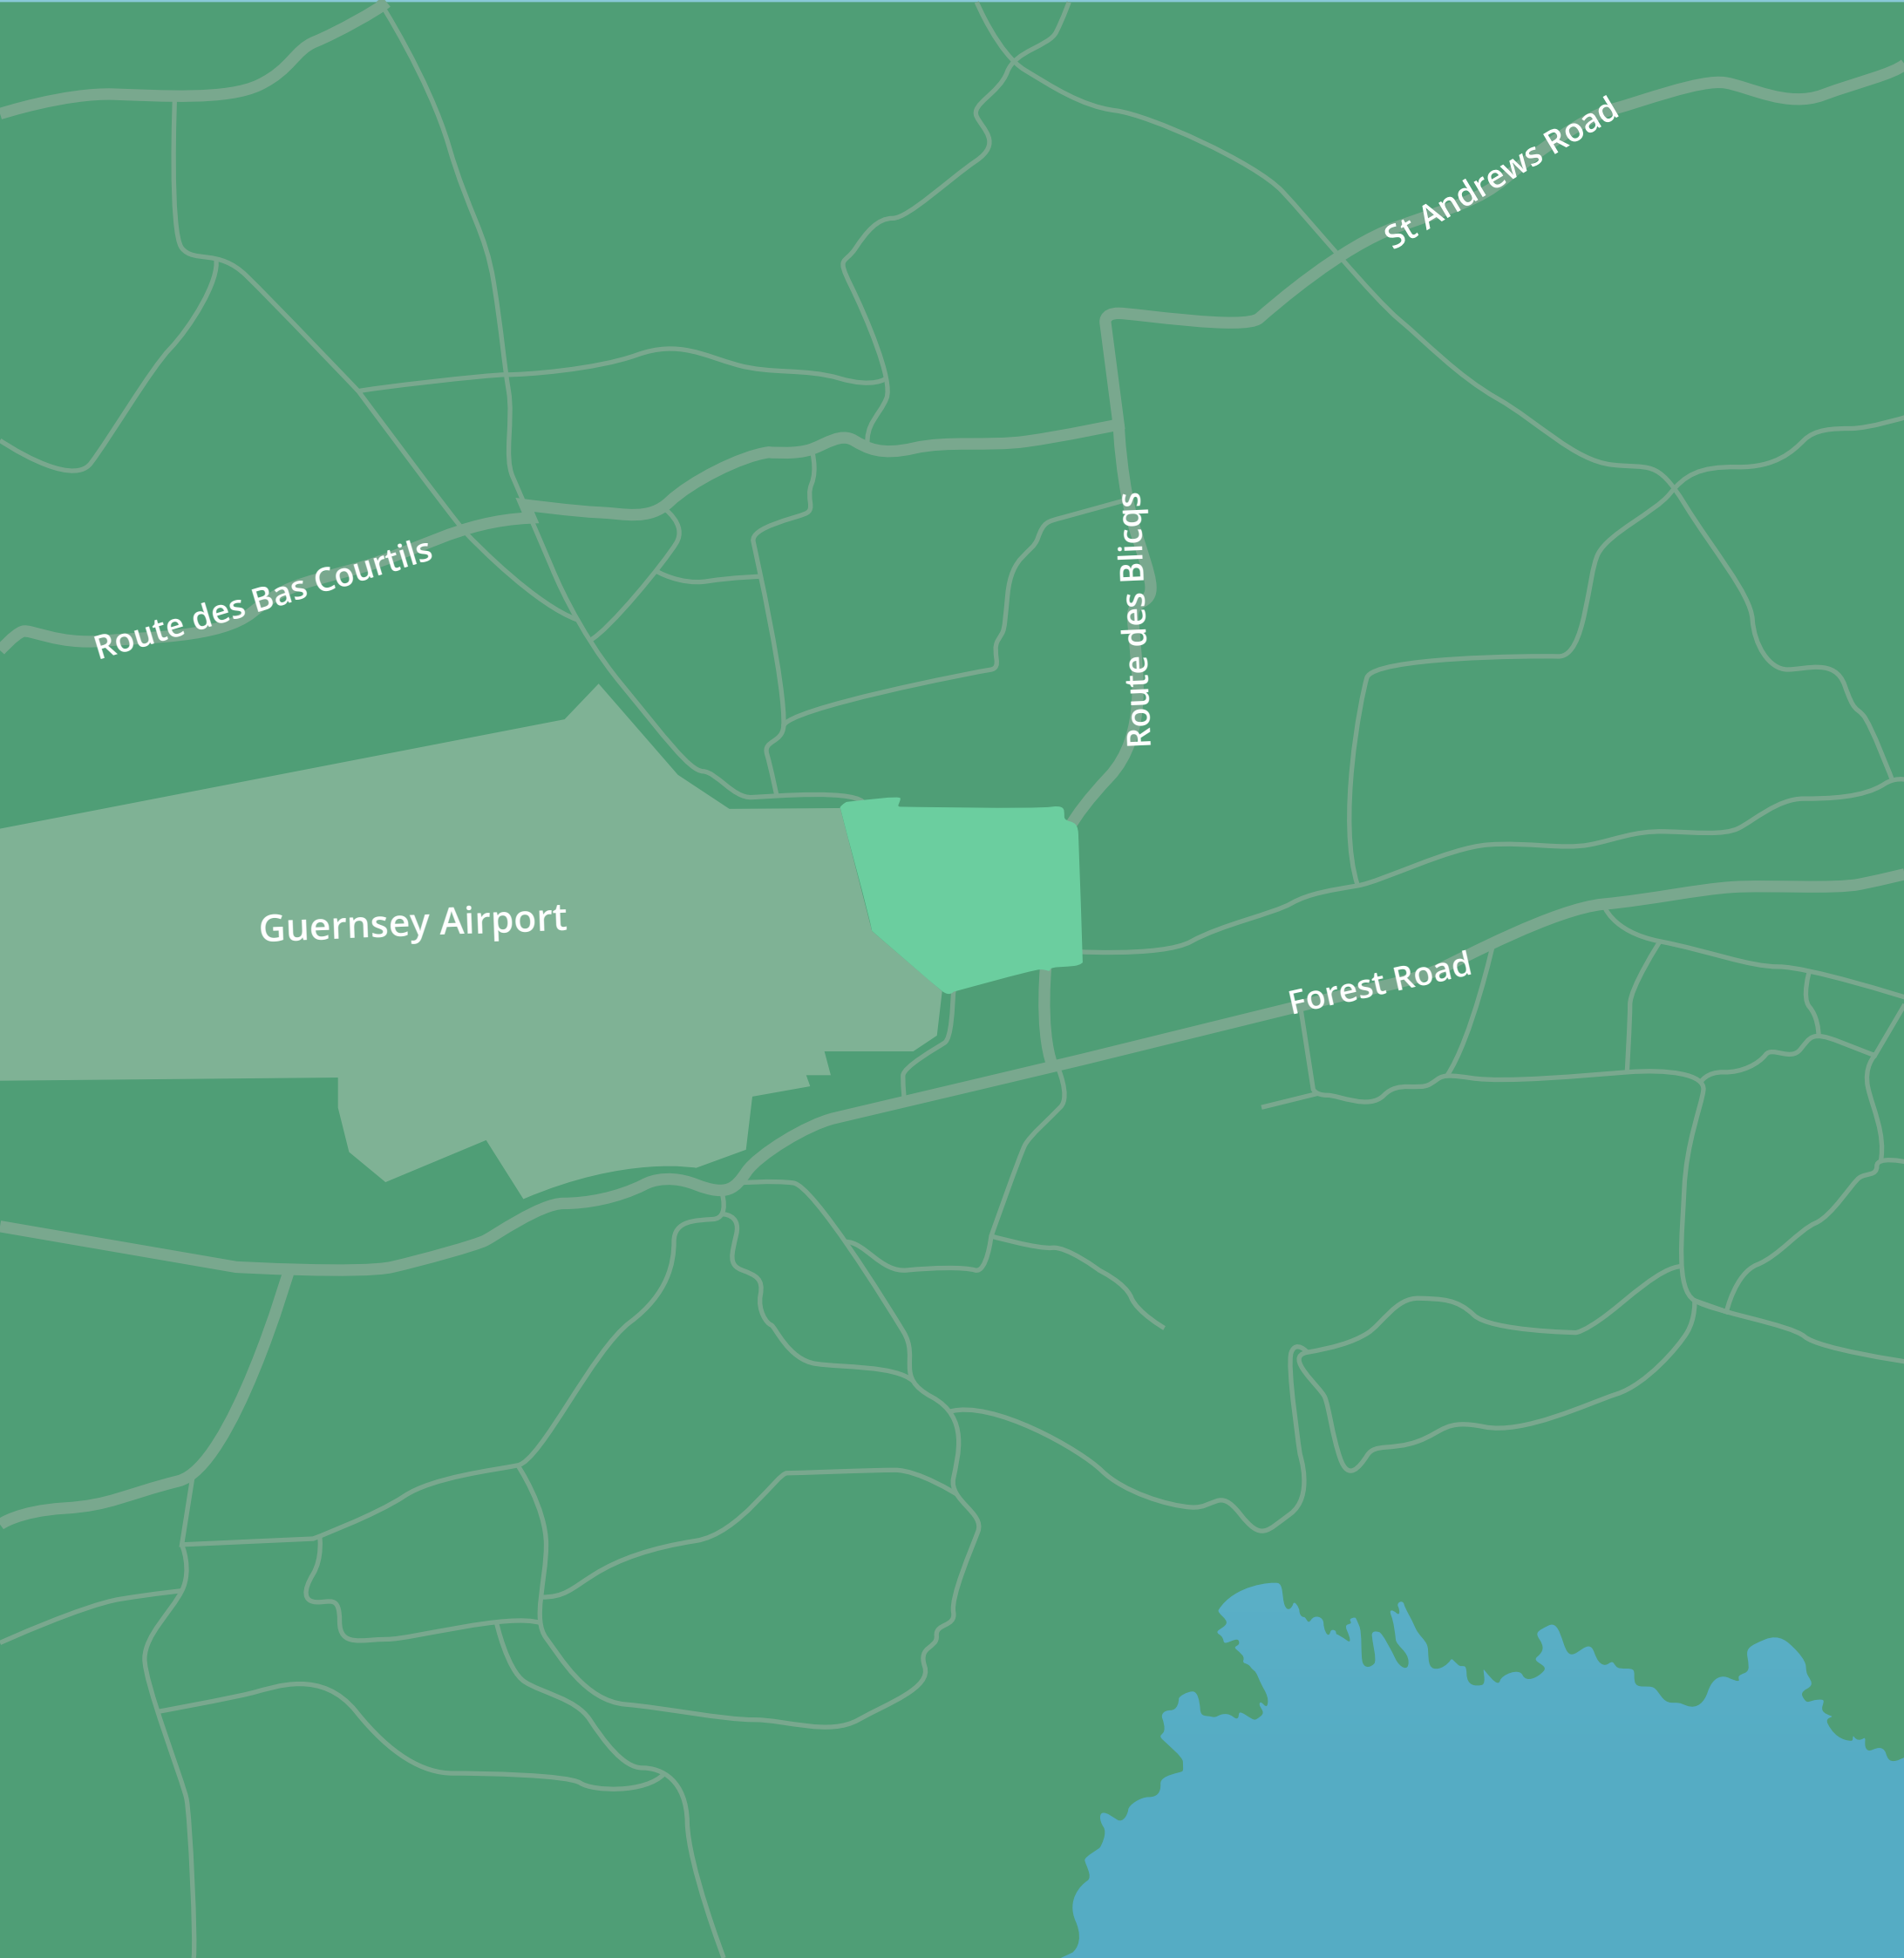 St Andrews Road
Route des Bas Courtils
Route des Blicqs
Guernsey Airport
Forest Road